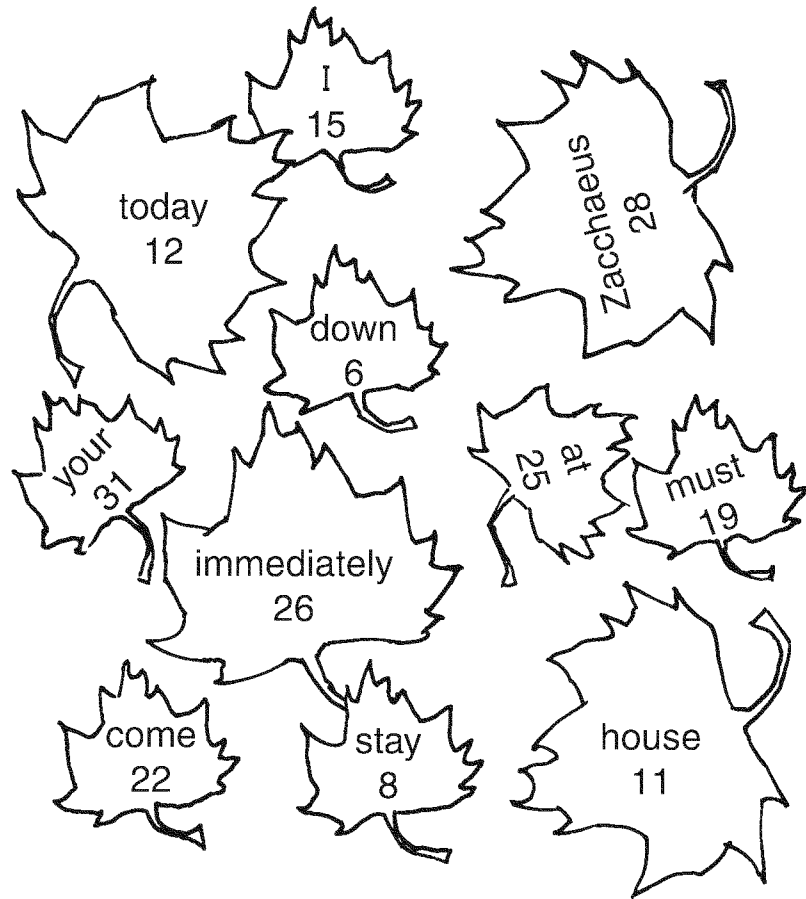 I
15
today
12
Zacchaeus
28
down
6
your
31
at
25
must
19
immediately
26
come
22
stay
8
house
11